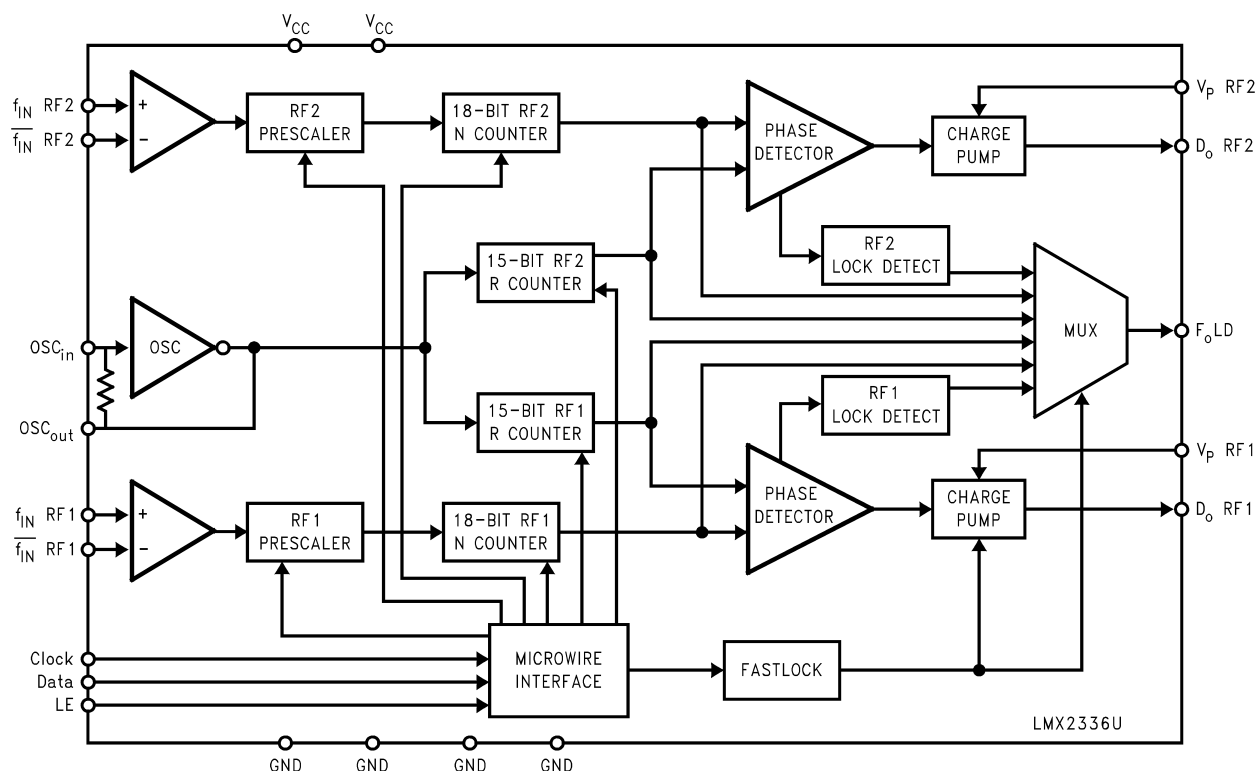 V_CC V_CC
f_IN RF2
+
f̅_I̅N̅ RF2
−
RF2
PRESCALER
18-BIT RF2
N COUNTER
PHASE
DETECTOR
CHARGE
PUMP
V_P RF2
D_o RF2
RF2
LOCK DETECT
15-BIT RF2
R COUNTER
OSC_in
OSC
OSC_out
MUX
F_oLD
15-BIT RF1
R COUNTER
RF1
LOCK DETECT
V_P RF1
f_IN RF1
+
f̅_I̅N̅ RF1
−
RF1
PRESCALER
18-BIT RF1
N COUNTER
PHASE
DETECTOR
CHARGE
PUMP
D_o RF1
Clock
Data
LE
MICROWIRE
INTERFACE
FASTLOCK
LMX2336U
GND GND GND GND